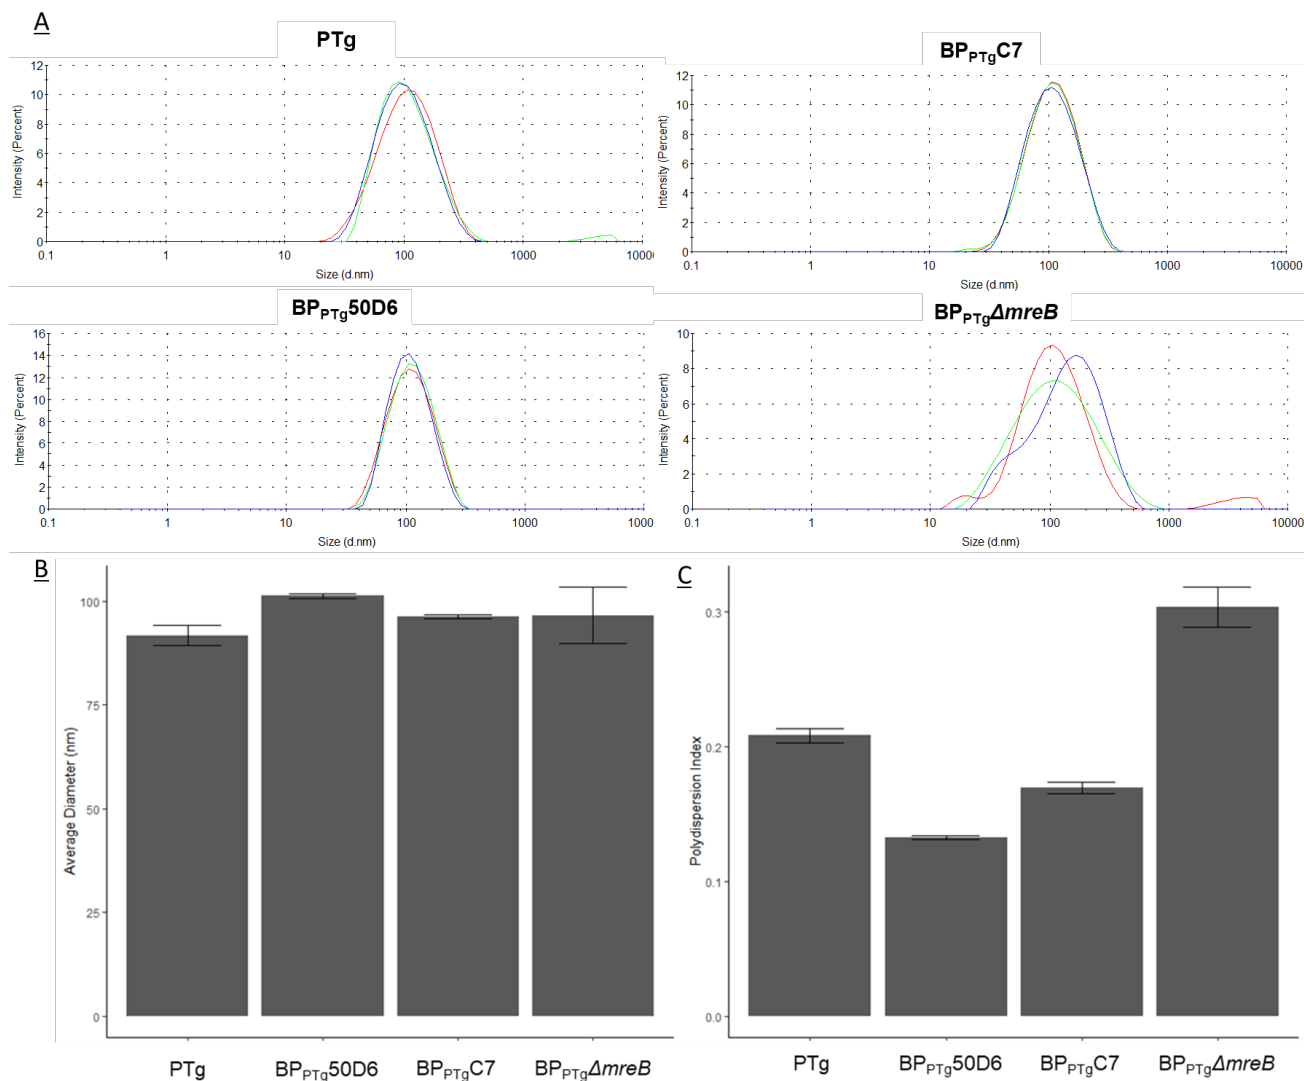 A
PTg
12
10
8
6
4
2
0
Intensity (Percent)
0.1 1 10 100 1000 1000
Size (d.nm)
BPPTgC7
12
10
8
6
4
2
0
Intensity (Percent)
0.1 1 10 100 1000 10000
Size (d.nm)
BPPTg50D6
16
14
12
10
8
6
4
2
0
Intensity (Percent)
0.1 1 10 100 1000 1000
Size (d.nm)
BPPTgΔmreB
10
8
6
4
2
0
Intensity (Percent)
0.1 1 10 100 1000 10000
Size (d.nm)
B
100
75
50
25
0
Average Diameter (nm)
PTg BPPTg50D6 BPPTgC7 BPPTgΔmreB
C
0.3
0.2
0.1
0.0
Polydispersion Index
PTg BPPTg50D6 BPPTgC7 BPPTgΔmreB